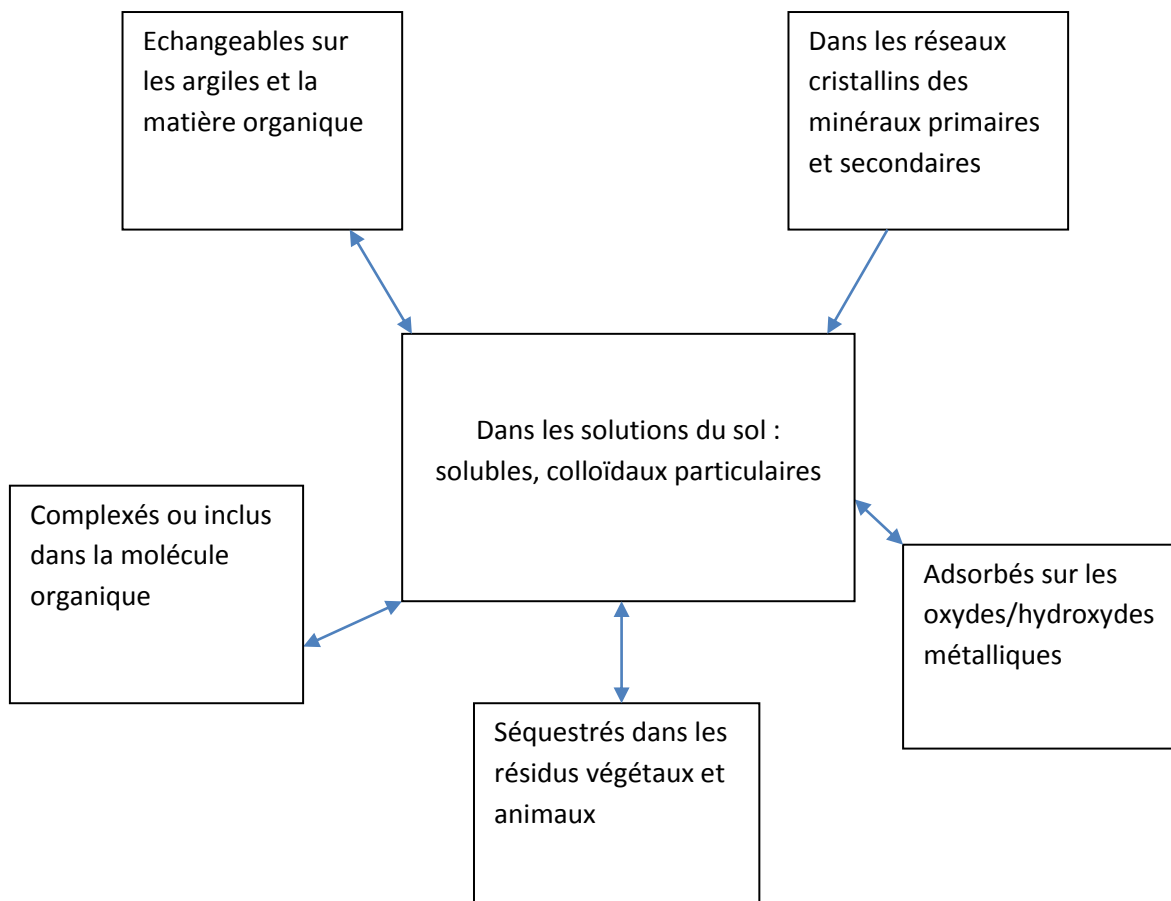 Echangeables sur
les argiles et la
matière organique
Dans les réseaux
cristallins des
minéraux primaires
et secondaires
Dans les solutions du sol :
solubles, colloïdaux particulaires
Complexés ou inclus
dans la molécule
organique
Adsorbés sur les
oxydes/hydroxydes
métalliques
Séquestrés dans les
résidus végétaux et
animaux